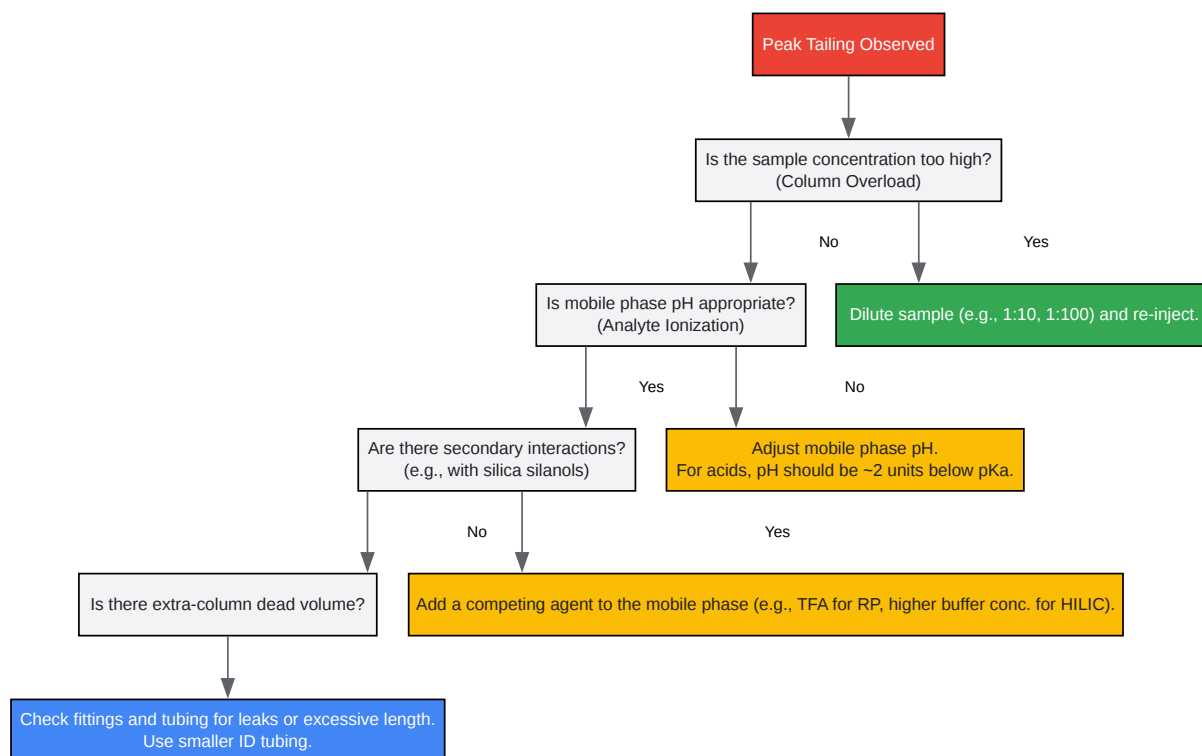 Peak Tailing Observed
Is the sample concentration too high?
(Column Overload)
No
Yes
Is mobile phase pH appropriate?
(Analyte Ionization)
Dilute sample (e.g., 1:10, 1:100) and re-inject.
Yes
No
Are there secondary interactions?
(e.g., with silica silanols)
Adjust mobile phase pH.
For acids, pH should be ~2 units below pKa.
No
Yes
Is there extra-column dead volume?
Add a competing agent to the mobile phase (e.g., TFA for RP, higher buffer conc. for HILIC).
Check fittings and tubing for leaks or excessive length.
Use smaller ID tubing.